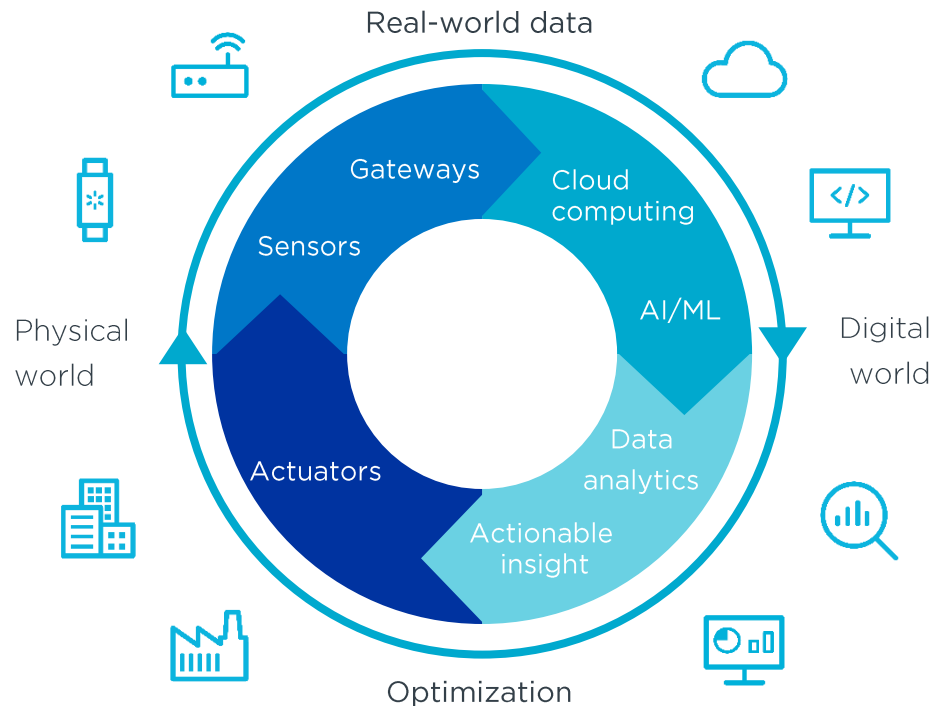 Real-world data
Gateways
Cloud
computing
Sensors
AI/ML
Physical
world
Digital
world
Data
analytics
Actuators
Actionable
insight
Optimization
</>